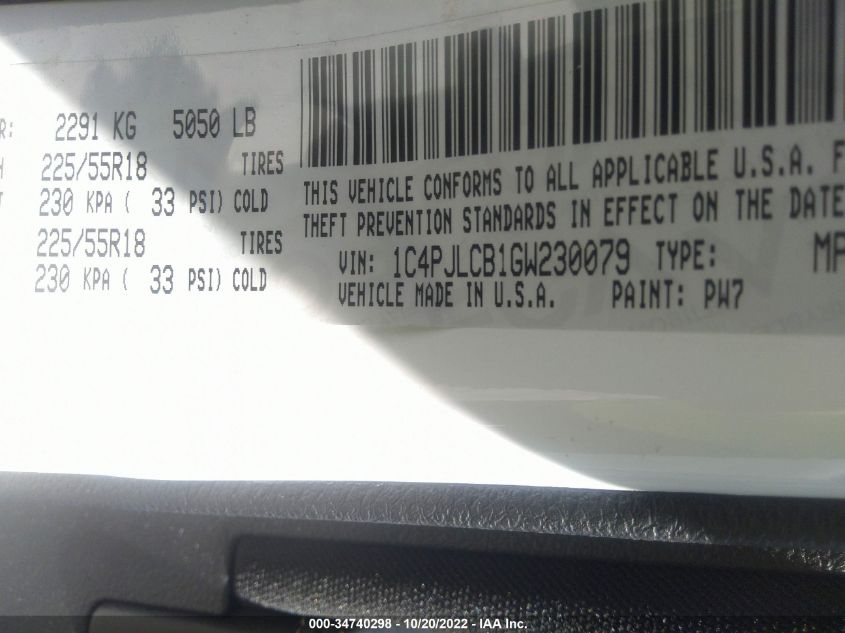 R: 2291 KG 5050 LB
225/55R18 TIRES
230 KPA ( 33 PSI) COLD
225/55R18 TIRES
230 KPA ( 33 PSI) COLD
THIS VEHICLE CONFORMS TO ALL APPLICABLE U.S.A. F
THEFT PREVENTION STANDARDS IN EFFECT ON THE DATE
VIN: 1C4PJLCB1GW230079 TYPE: MP
VEHICLE MADE IN U.S.A. PAINT: PW7
000-34740298 - 10/20/2022 - IAA Inc.